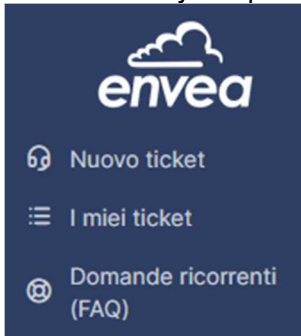 envea
Nuovo ticket
I miei ticket
Domande ricorrenti
(FAQ)